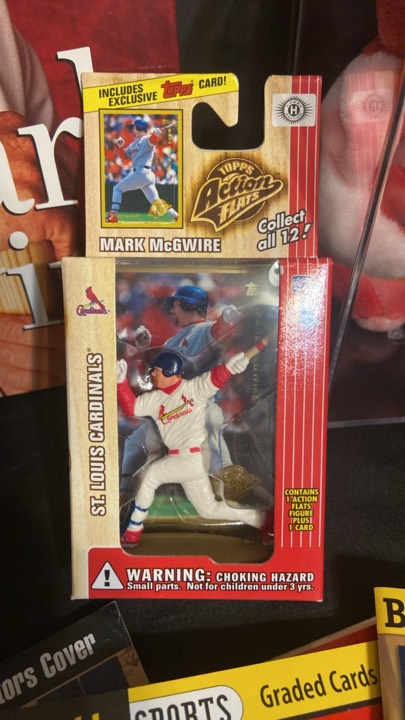 INCLUDES
EXCLUSIVE Topps CARD!
H
TOPPS
Action
FLATS
Collect
all 12!
MARK McGWIRE
Cardinals
ST. LOUIS CARDINALS
Cardinals
CONTAINS
1 ACTION
FLATS
FIGURE
PLUS
1 CARD
WARNING: CHOKING HAZARD
Small parts. Not for children under 3 yrs.
ors Cover
SPORTS
Graded Cards
B